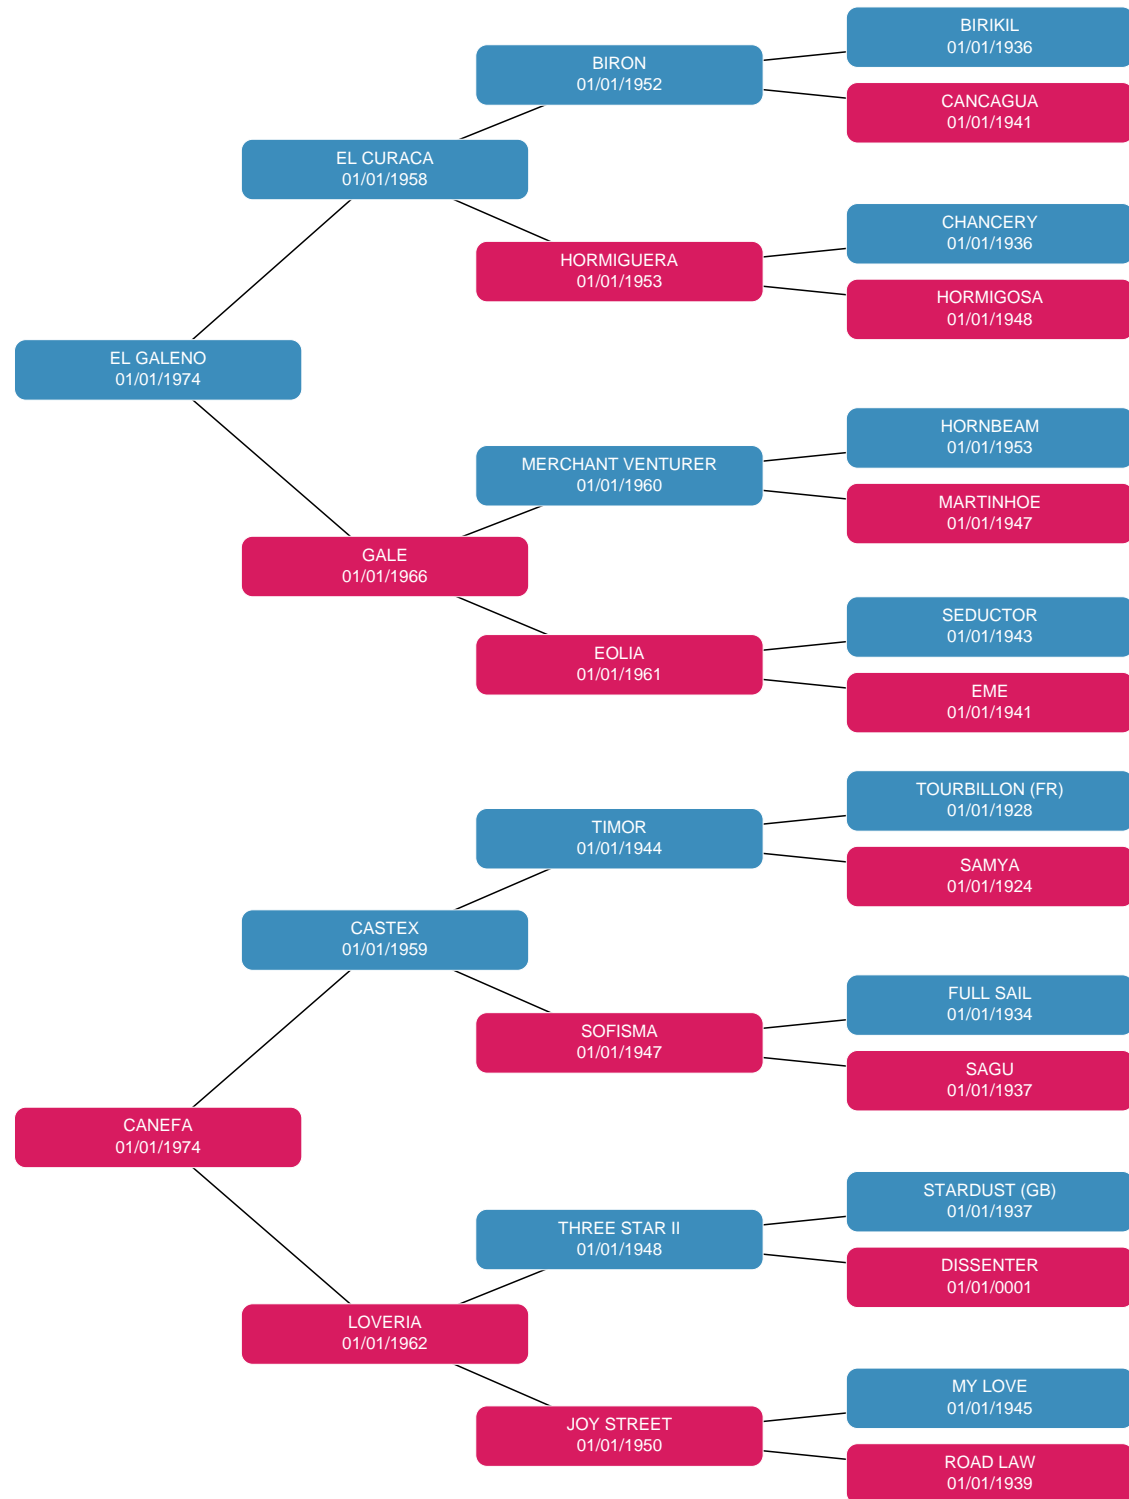 BIRIKIL
01/01/1936
BIRON
01/01/1952
CANCAGUA
01/01/1941
EL CURACA
01/01/1958
CHANCERY
01/01/1936
HORMIGUERA
01/01/1953
HORMIGOSA
01/01/1948
EL GALENO
01/01/1974
HORNBEAM
01/01/1953
MERCHANT VENTURER
01/01/1960
MARTINHOE
01/01/1947
GALE
01/01/1966
SEDUCTOR
01/01/1943
EOLIA
01/01/1961
EME
01/01/1941
TOURBILLON (FR)
01/01/1928
TIMOR
01/01/1944
SAMYA
01/01/1924
CASTEX
01/01/1959
FULL SAIL
01/01/1934
SOFISMA
01/01/1947
SAGU
01/01/1937
CANEFA
01/01/1974
STARDUST (GB)
01/01/1937
THREE STAR II
01/01/1948
DISSENTER
01/01/0001
LOVERIA
01/01/1962
MY LOVE
01/01/1945
JOY STREET
01/01/1950
ROAD LAW
01/01/1939